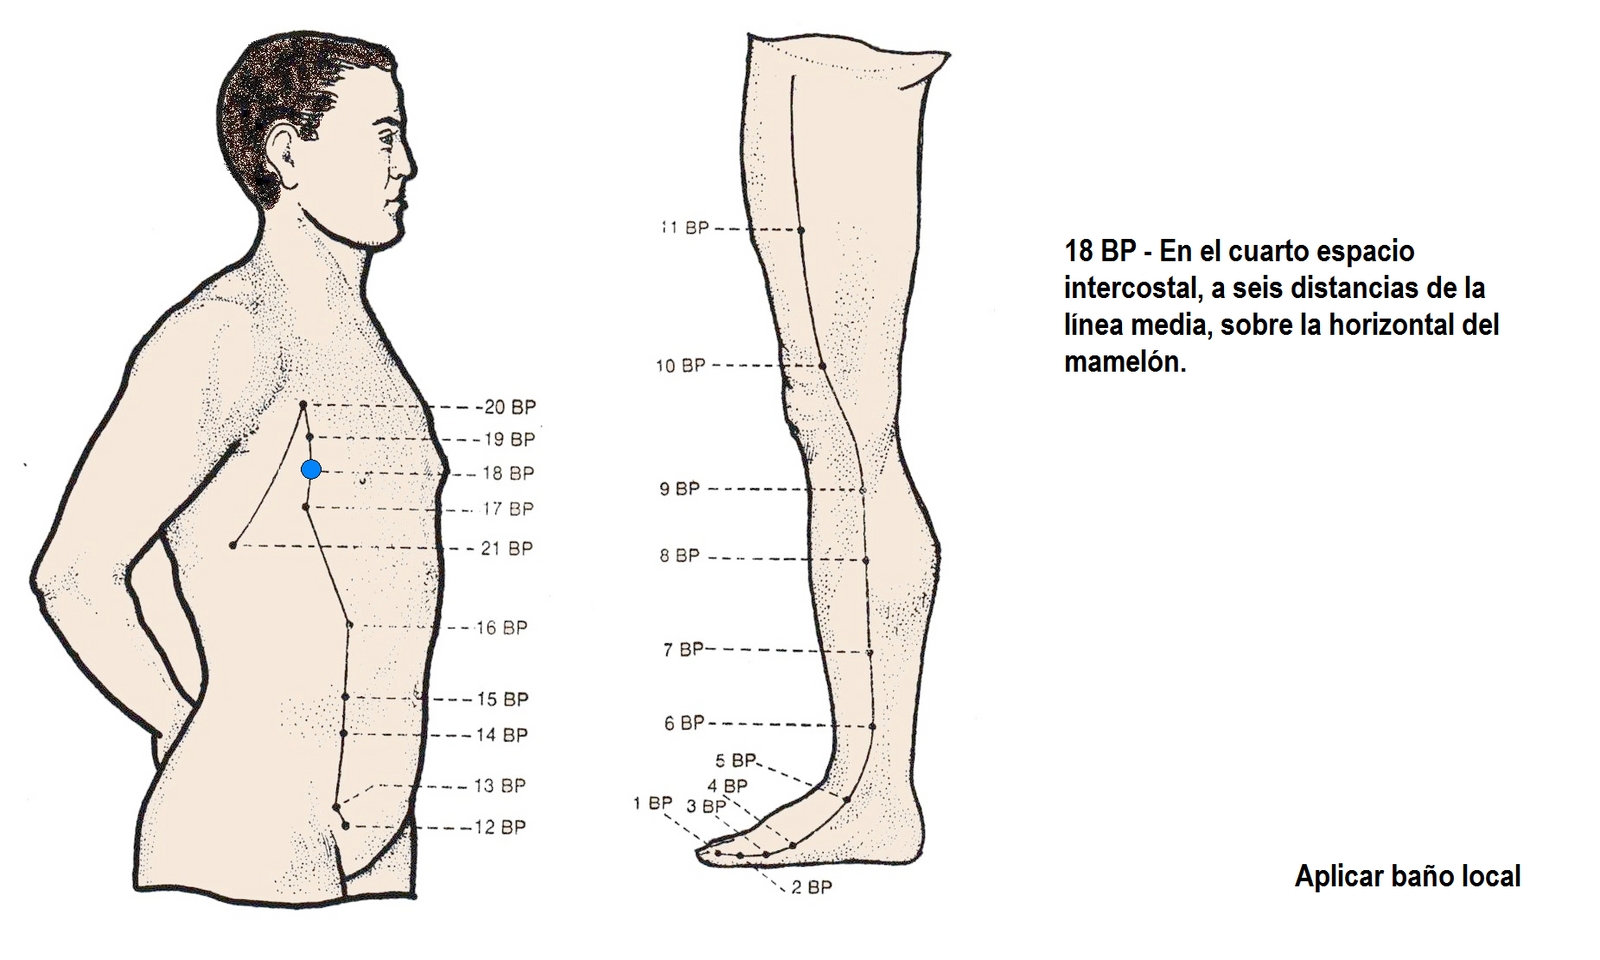 20 BP
19 BP
18 BP
17 BP
21 BP
16 BP
15 BP
14 BP
13 BP
12 BP
11 BP
10 BP
9 BP
8 BP
7 BP
6 BP
5 BP
4 BP
1 BP 3 BP
2 BP
18 BP - En el cuarto espacio
intercostal, a seis distancias de la
línea media, sobre la horizontal del
mamelón.
Aplicar baño local